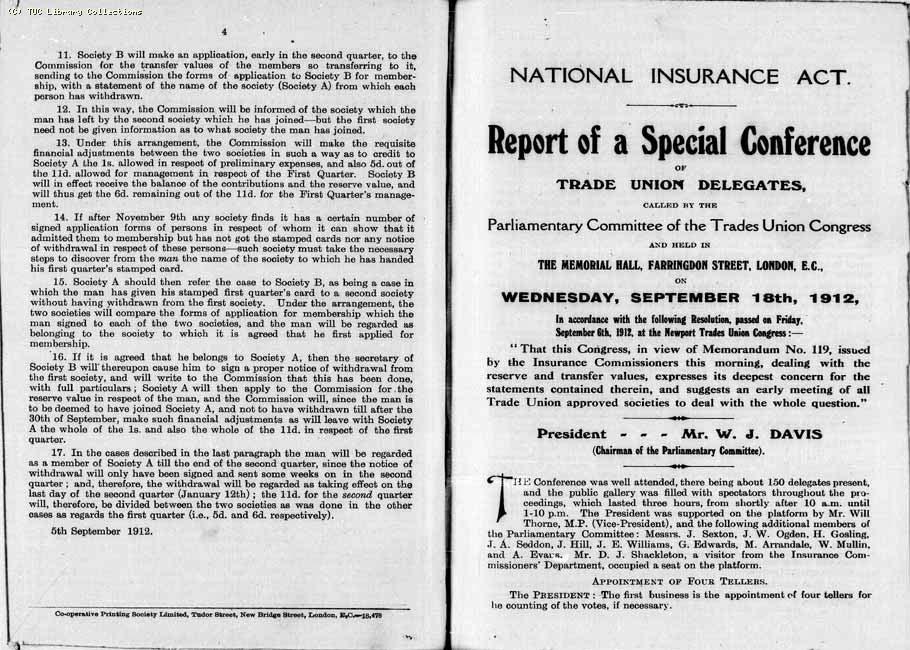 (C) TUC Library Collections
4
11. Society B will make an application, early in the second quarter, to the
Commission for the transfer values of the members so transferring to it,
sending to the Commission the forms of application to Society B for member-
ship, with a statement of the name of the society (Society A) from which each
person has withdrawn.
12. In this way, the Commission will be informed of the society which the
man has left by the second society which he has joined—but the first society
need not be given information as to what society the man has joined.
13. Under this arrangement, the Commission will make the requisite
financial adjustments between the two societies in such a way as to credit to
Society A the 1s. allowed in respect of preliminary expenses, and also 5d. out of
the 11d. allowed for management in respect of the First Quarter. Society B
will in effect receive the balance of the contributions and the reserve value, and
will thus get the 6d. remaining out of the 11d. for the First Quarter's manage-
ment.
14. If after November 9th any society finds it has a certain number of
signed application forms of persons in respect of whom it can show that it
admitted them to membership but has not got the stamped cards nor any notice
of withdrawal in respect of these persons—such society must take the necessary
steps to discover from the man the name of the society to which he has handed
his first quarter's stamped card.
15. Society A should then refer the case to Society B, as being a case in
which the man has given his stamped first quarter's card to a second society
without having withdrawn from the first society. Under the arrangement, the
two societies will compare the forms of application for membership which the
man signed to each of the two societies, and the man will be regarded as
belonging to the society to which it is agreed that he first applied for
membership.
16. If it is agreed that he belongs to Society A, then the secretary of
Society B will thereupon cause him to sign a proper notice of withdrawal from
the first society, and will write to the Commission that this has been done,
with full particulars; Society A will then apply to the Commission for the
reserve value in respect of the man, and the Commission will, since the man is
to be deemed to have joined Society A, and not to have withdrawn till after the
30th of September, make such financial adjustments as will leave with Society
A the whole of the 1s. and also the whole of the 11d. in respect of the first
quarter.
17. In the cases described in the last paragraph the man will be regarded
as a member of Society A till the end of the second quarter, since the notice of
withdrawal will only have been signed and sent some weeks on in the second
quarter; and, therefore, the withdrawal will be regarded as taking effect on the
last day of the second quarter (January 12th); the 11d. for the second quarter
will, therefore, be divided between the two societies as was done in the other
cases as regards the first quarter (i.e., 5d. and 6d. respectively).
5th September 1912.
Co-operative Printing Society Limited, Tudor Street, New Bridge Street, London, E.C.—18,478
NATIONAL INSURANCE ACT.
Report of a Special Conference
OF
TRADE UNION DELEGATES,
CALLED BY THE
Parliamentary Committee of the Trades Union Congress
AND HELD IN
THE MEMORIAL HALL, FARRINGDON STREET, LONDON, E.C.,
ON
WEDNESDAY, SEPTEMBER 18th, 1912,
In accordance with the following Resolution, passed on Friday,
September 6th, 1912, at the Newport Trades Union Congress:—
"That this Congress, in view of Memorandum No. 119, issued
by the Insurance Commissioners this morning, dealing with the
reserve and transfer values, expresses its deepest concern for the
statements contained therein, and suggests an early meeting of all
Trade Union approved societies to deal with the whole question."
President - - - Mr. W. J. DAVIS
(Chairman of the Parliamentary Committee).
THE Conference was well attended, there being about 150 delegates present,
and the public gallery was filled with spectators throughout the pro-
ceedings, which lasted three hours, from shortly after 10 a.m. until
1-10 p.m. The President was supported on the platform by Mr. Will
Thorne, M.P. (Vice-President), and the following additional members of
the Parliamentary Committee: Messrs. J. Sexton, J. W. Ogden, H. Gosling,
J. A. Seddon, J. Hill, J. E. Williams, G. Edwards, M. Arrandale, W. Mullin,
and A. Evans. Mr. D. J. Shackleton, a visitor from the Insurance Com-
missioners' Department, occupied a seat on the platform.
APPOINTMENT OF FOUR TELLERS.
The PRESIDENT: The first business is the appointment of four tellers for
the counting of the votes, if necessary.